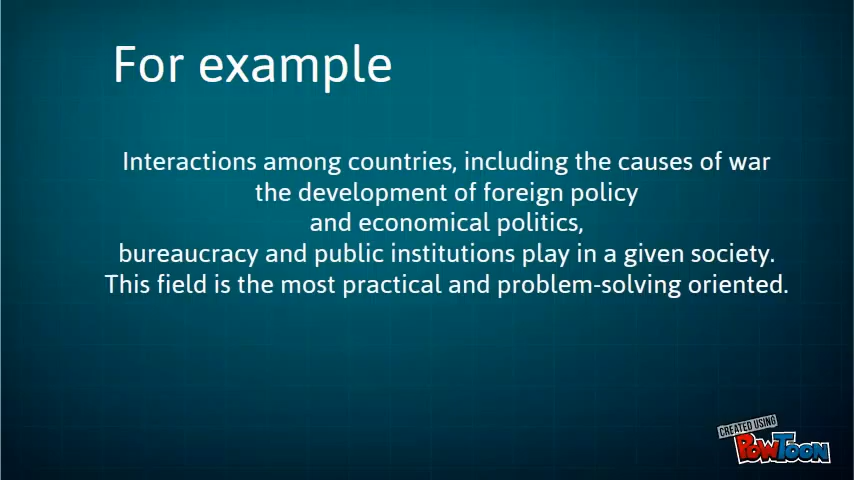 For example
Interactions among countries, including the causes of war
the development of foreign policy
and economical politics,
bureaucracy and public institutions play in a given society.
This field is the most practical and problem-solving oriented.
CREATED USING
POWTOON